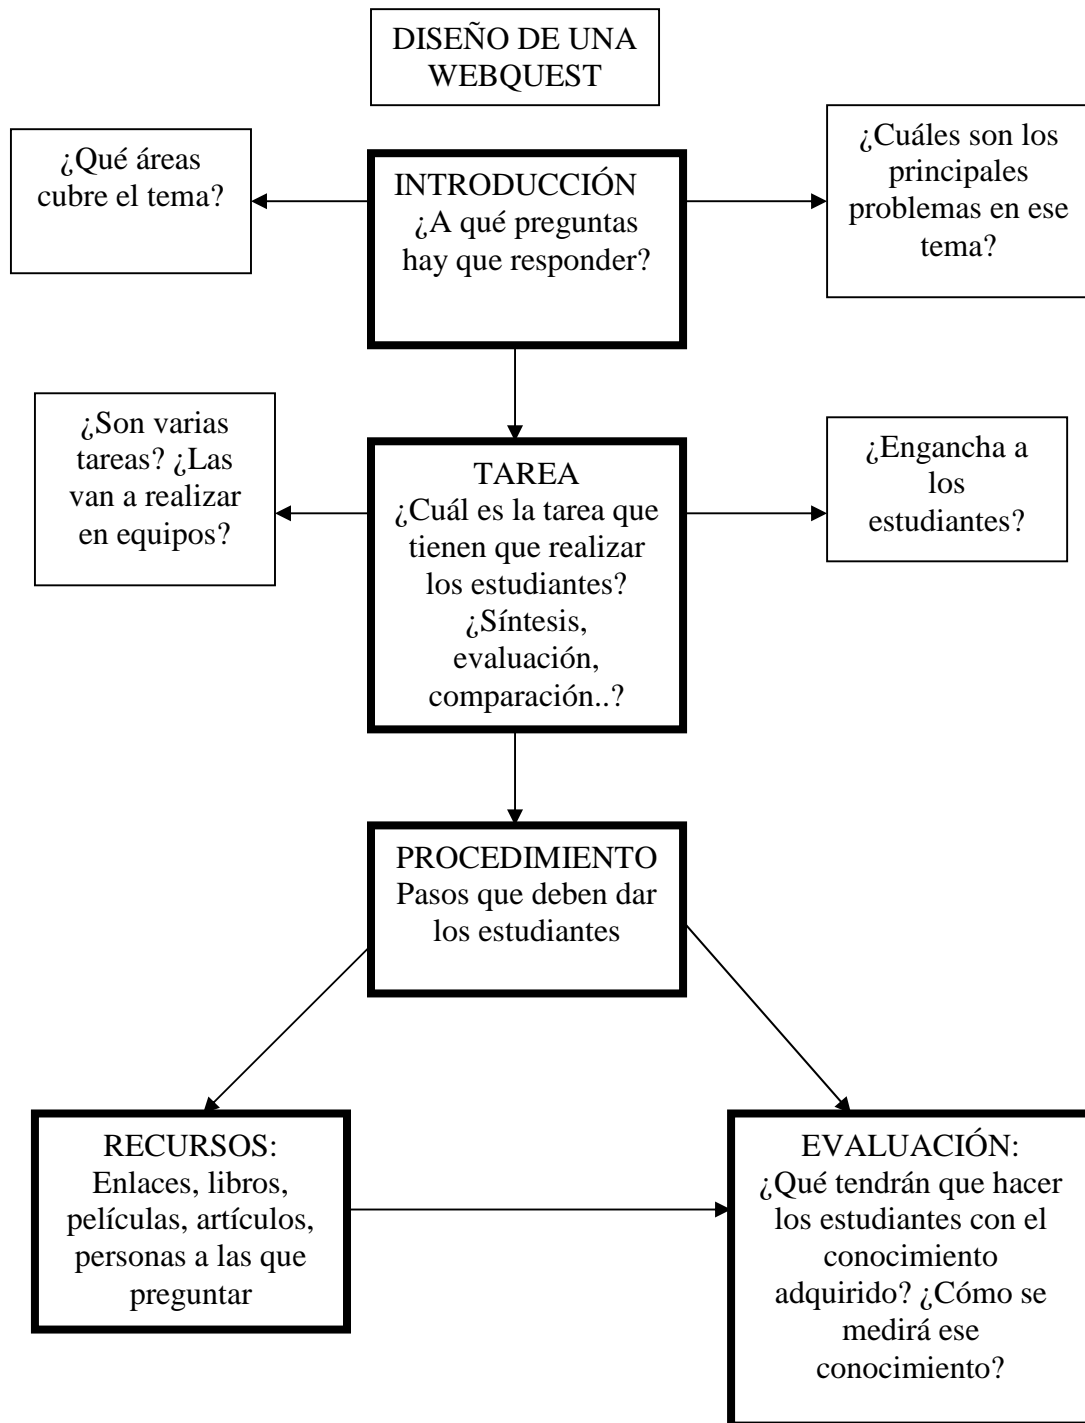 DISEÑO DE UNA
WEBQUEST
¿Qué áreas
cubre el tema?
INTRODUCCIÓN
¿A qué preguntas
hay que responder?
¿Cuáles son los
principales
problemas en ese
tema?
¿Son varias
tareas? ¿Las
van a realizar
en equipos?
TAREA
¿Cuál es la tarea que
tienen que realizar
los estudiantes?
¿Síntesis,
evaluación,
comparación..?
¿Engancha a
los
estudiantes?
PROCEDIMIENTO
Pasos que deben dar
los estudiantes
RECURSOS:
Enlaces, libros,
películas, artículos,
personas a las que
preguntar
EVALUACIÓN:
¿Qué tendrán que hacer
los estudiantes con el
conocimiento
adquirido? ¿Cómo se
medirá ese
conocimiento?